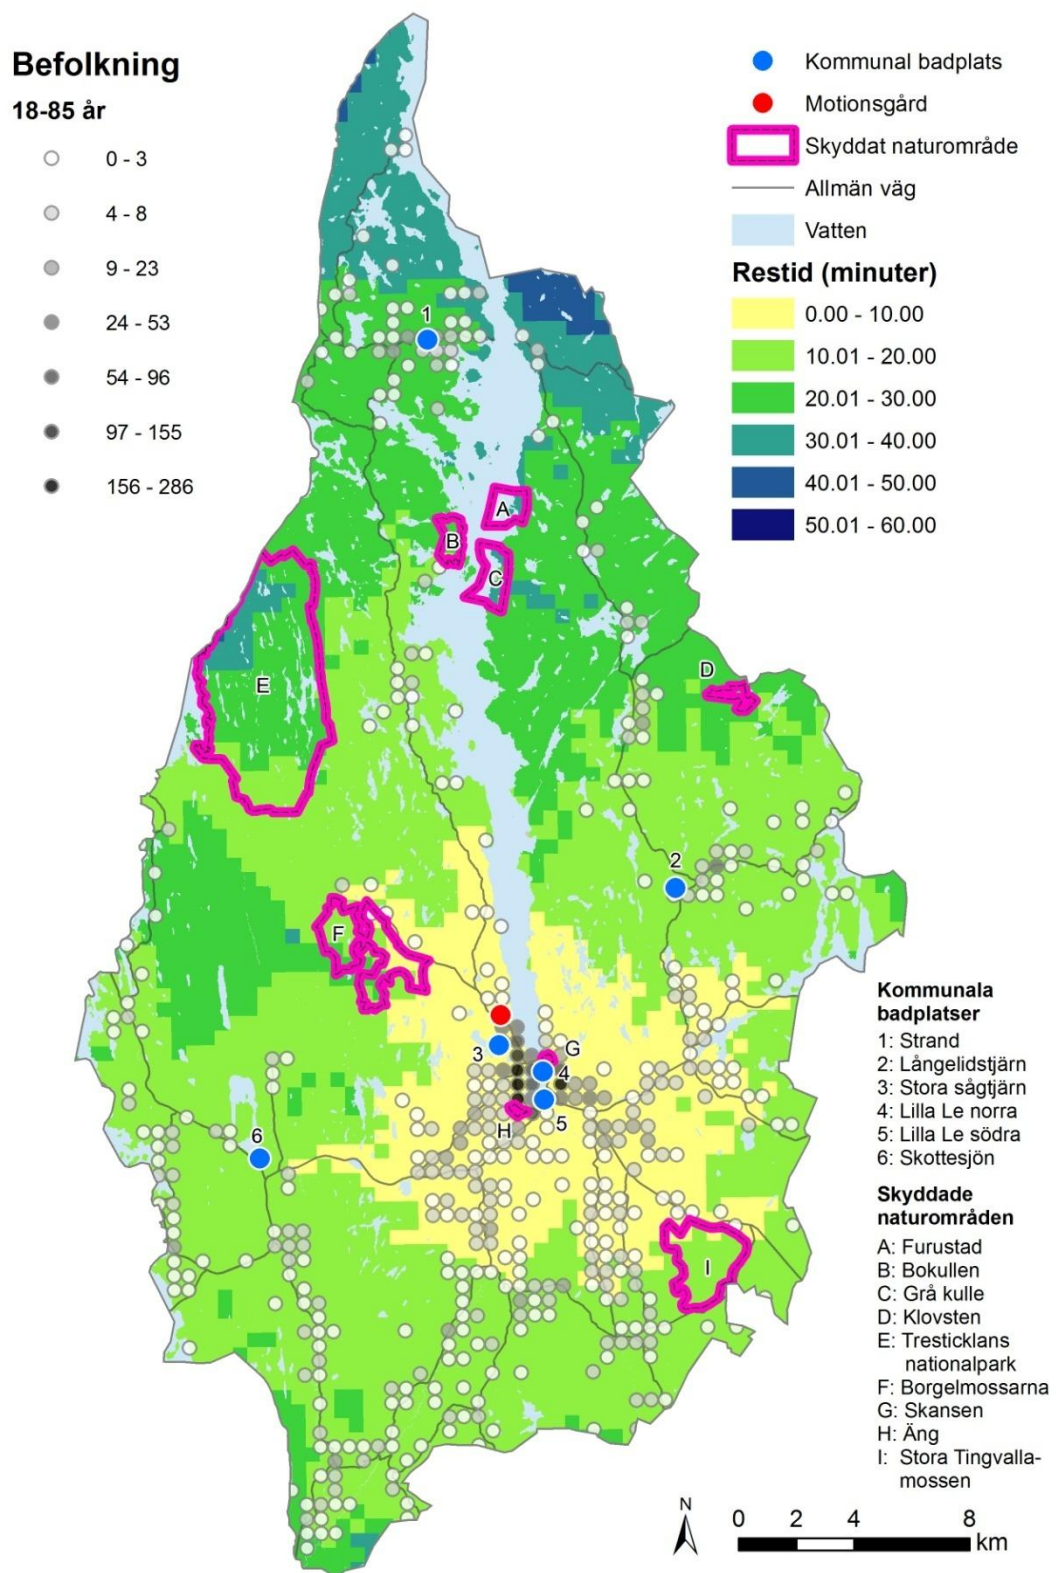 Befolkning
18-85 år
0 - 3
4 - 8
9 - 23
24 - 53
54 - 96
97 - 155
156 - 286
Kommunal badplats
Motionsgård
Skyddat naturområde
Allmän väg
Vatten
Restid (minuter)
0.00 - 10.00
10.01 - 20.00
20.01 - 30.00
30.01 - 40.00
40.01 - 50.00
50.01 - 60.00
1
A
B
C
D
E
2
F
3
G
4
5
H
6
I
Kommunala
badplatser
1: Strand
2: Långelidstjärn
3: Stora sågtjärn
4: Lilla Le norra
5: Lilla Le södra
6: Skottesjön
Skyddade
naturområden
A: Furustad
B: Bokullen
C: Grå kulle
D: Klovsten
E: Tresticklans
nationalpark
F: Borgelmossarna
G: Skansen
H: Äng
I: Stora Tingvalla-
mossen
N
0 2 4 8
km